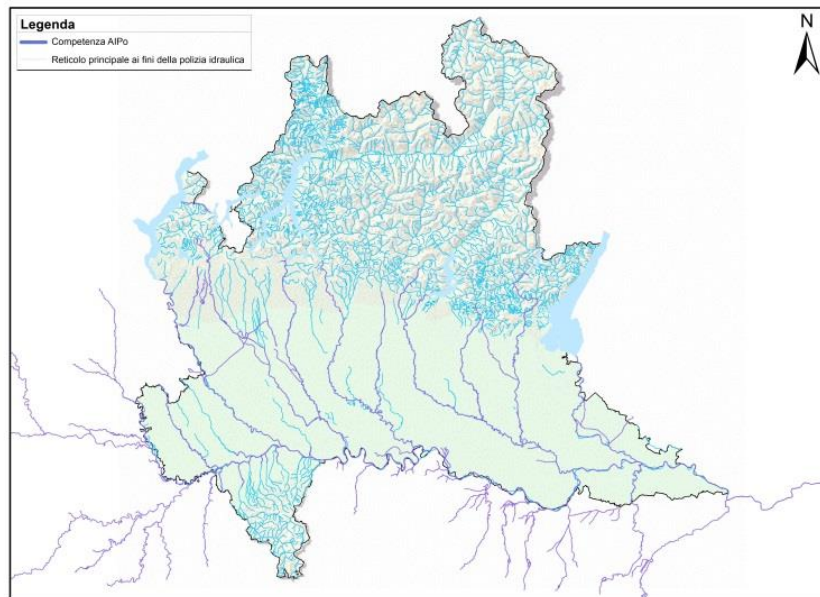 Legenda
Competenza AIPo
Reticolo principale ai fini della polizia idraulica
N